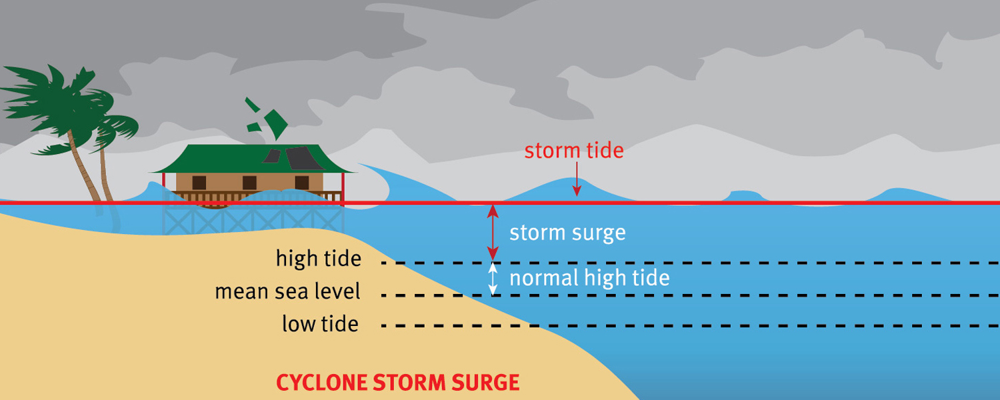 storm tide
storm surge
high tide
normal high tide
mean sea level
low tide
CYCLONE STORM SURGE